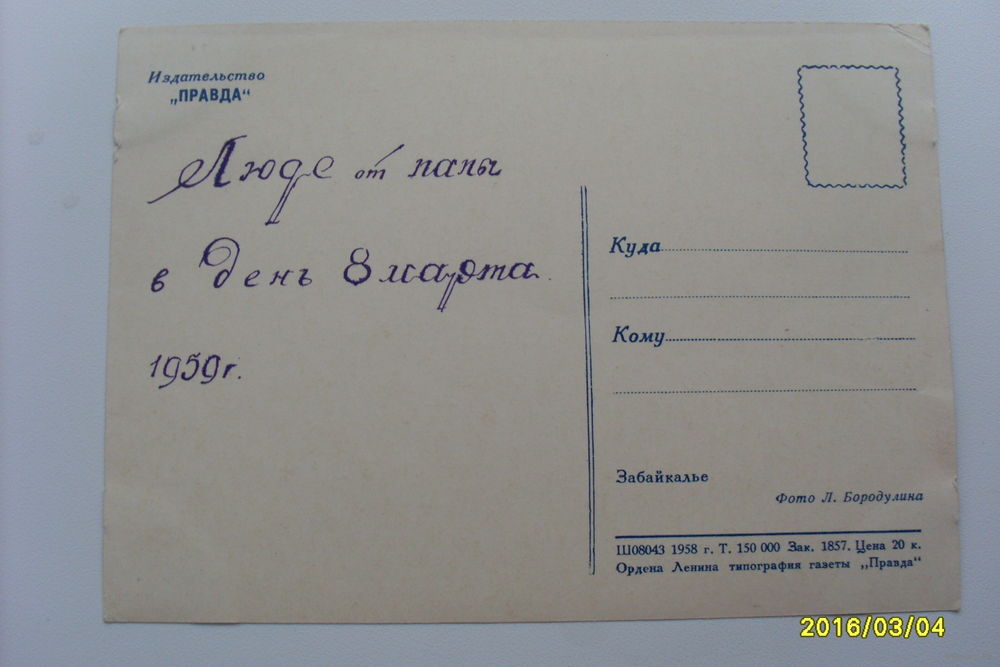 Издательство
„ПРАВДА“
Люде от папы
в День 8 марта
1959 г.
Куда
Кому
Забайкалье
Фото Л. Бородулина
Ш08043 1958 г. Т. 150 000 Зак. 1857. Цена 20 к.
Ордена Ленина типография газеты „Правда“
2016/03/04